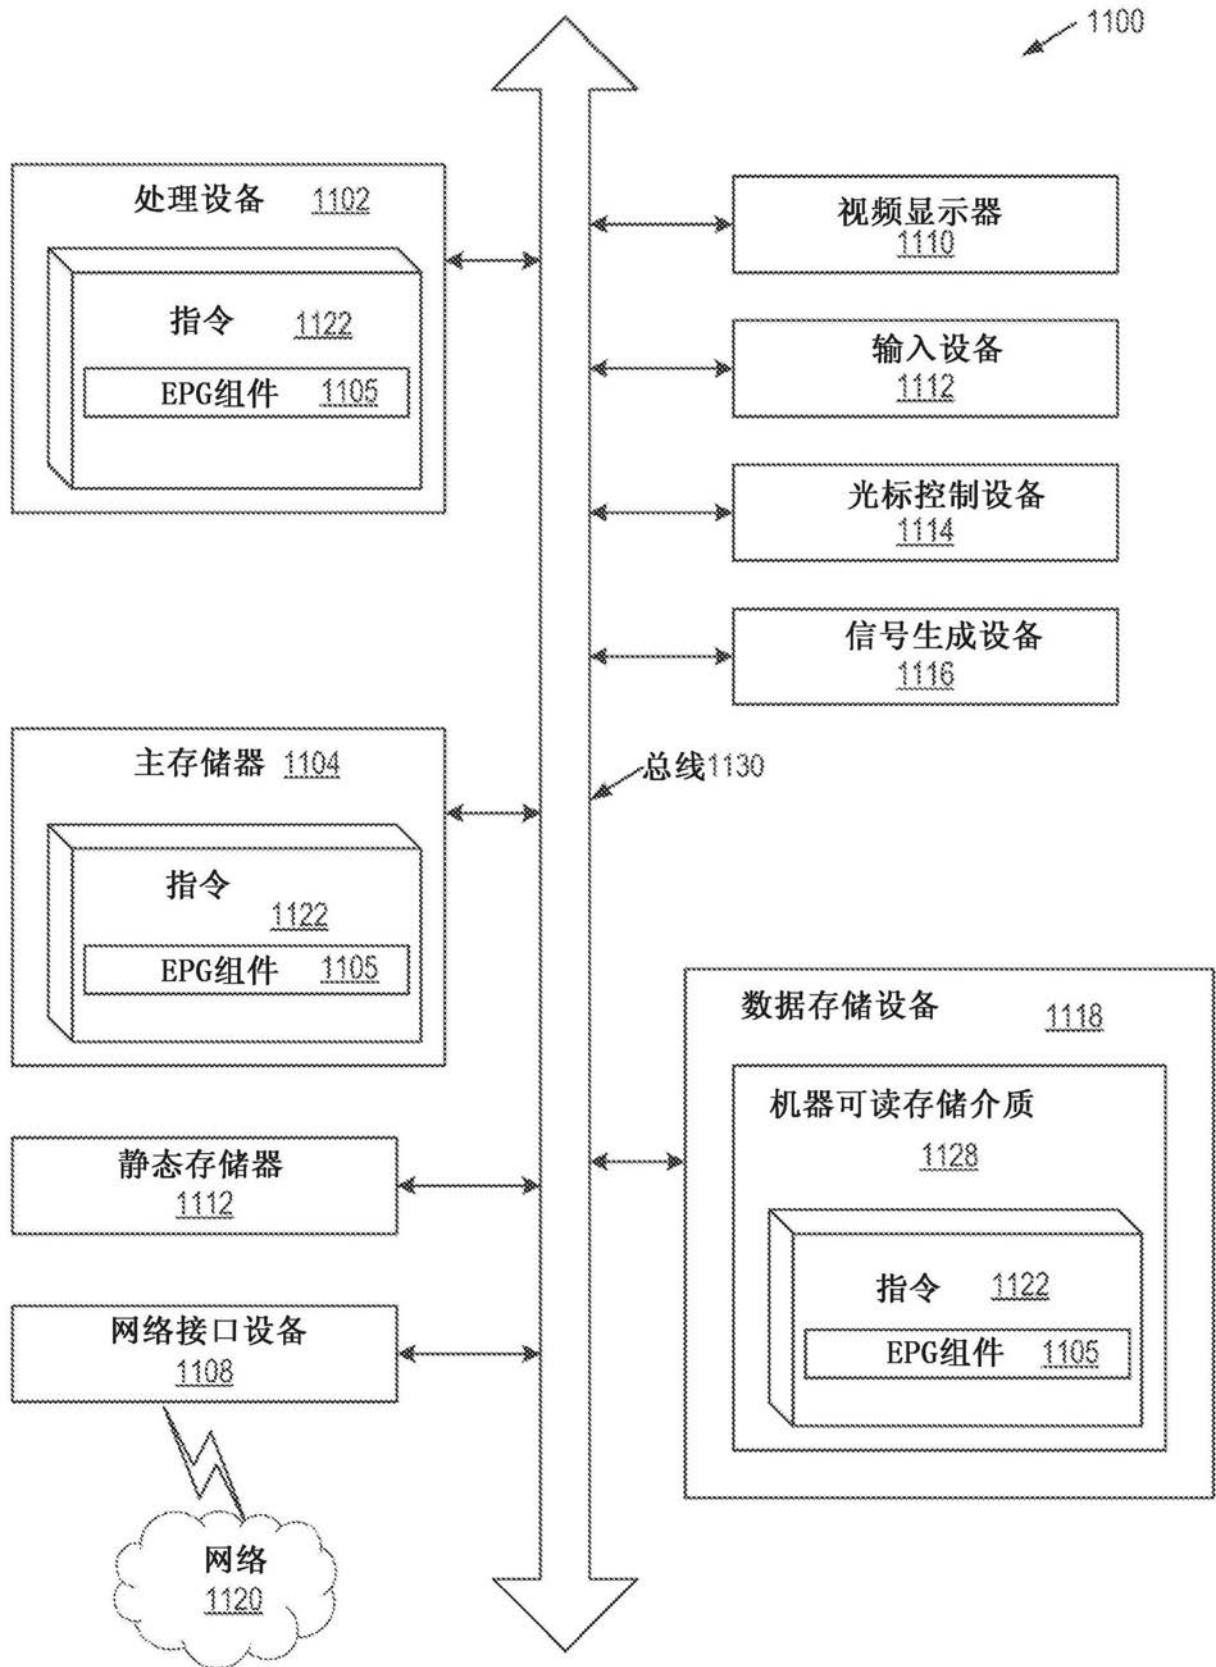 1100
处理设备 1102
指令 1122
EPG组件 1105
视频显示器
1110
输入设备
1112
光标控制设备
1114
信号生成设备
1116
主存储器 1104
指令
1122
EPG组件 1105
总线1130
静态存储器
1112
网络接口设备
1108
网络
1120
数据存储设备 1118
机器可读存储介质
1128
指令 1122
EPG组件 1105